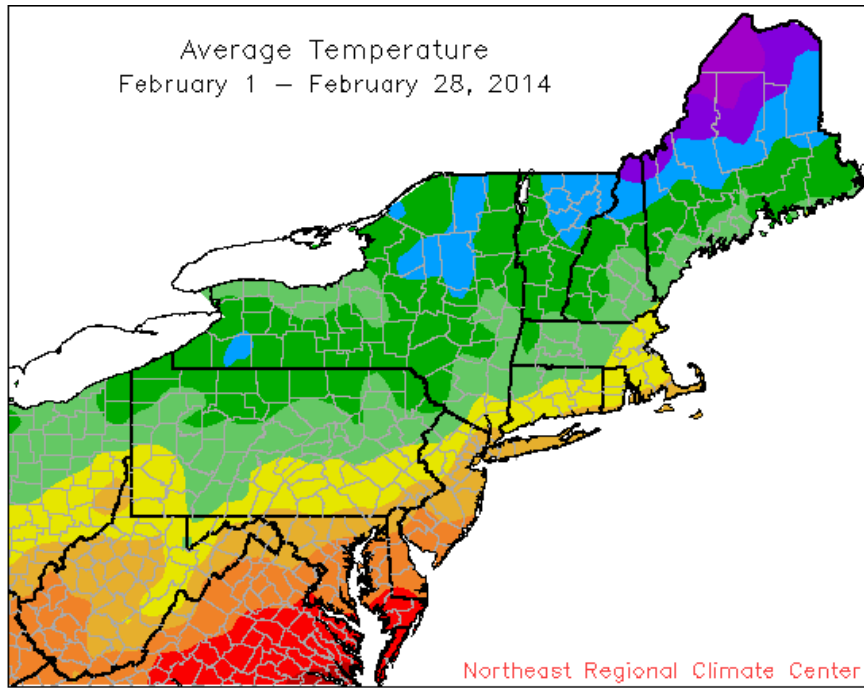 Average Temperature
February 1 – February 28, 2014
Northeast Regional Climate Center